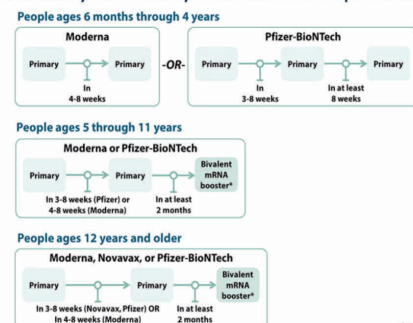 People ages 6 months through 4 years
Moderna
Primary
Primary
In
4-8 weeks
-OR-
Pfizer-BioNTech
Primary
Primary
Primary
In
3-8 weeks
In at least
8 weeks
People ages 5 through 11 years
Moderna or Pfizer-BioNTech
Primary
Primary
Bivalent
mRNA
booster*
In 3-8 weeks (Pfizer) or
4-8 weeks (Moderna)
In at least
2 months
People ages 12 years and older
Moderna, Novavax, or Pfizer-BioNTech
Primary
Primary
Bivalent
mRNA
booster*
In 3-8 weeks (Novavax, Pfizer) OR
In 4-8 weeks (Moderna)
In at least
2 months